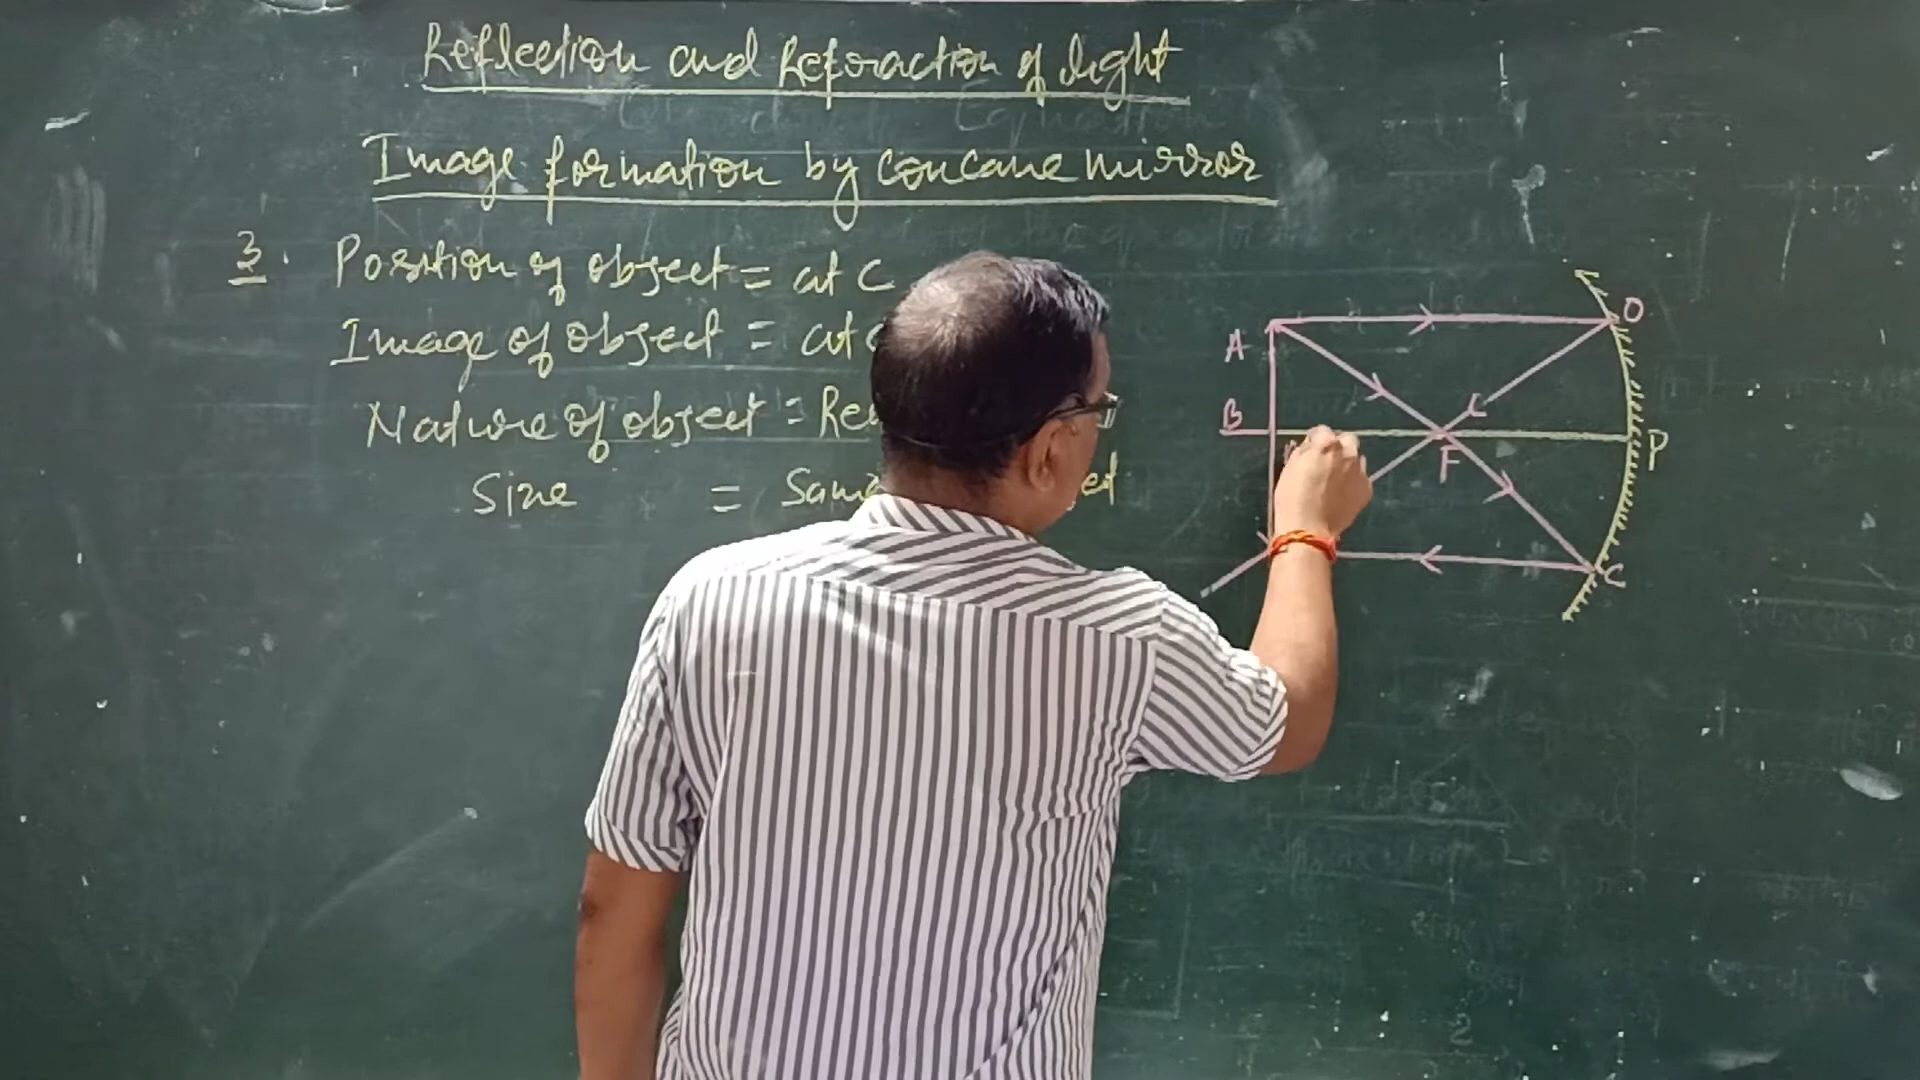 Reflection and Refraction of light
Image formation by concave mirror
3. Position of object = at C
Image of object = at
Nature of object = Re
Size = Sam
A
O
B
P
F
C